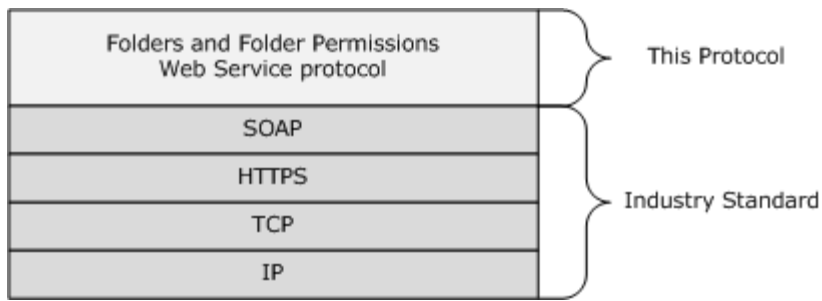 Folders and Folder Permissions
Web Service protocol
This Protocol
SOAP
HTTPS
TCP
IP
Industry Standard